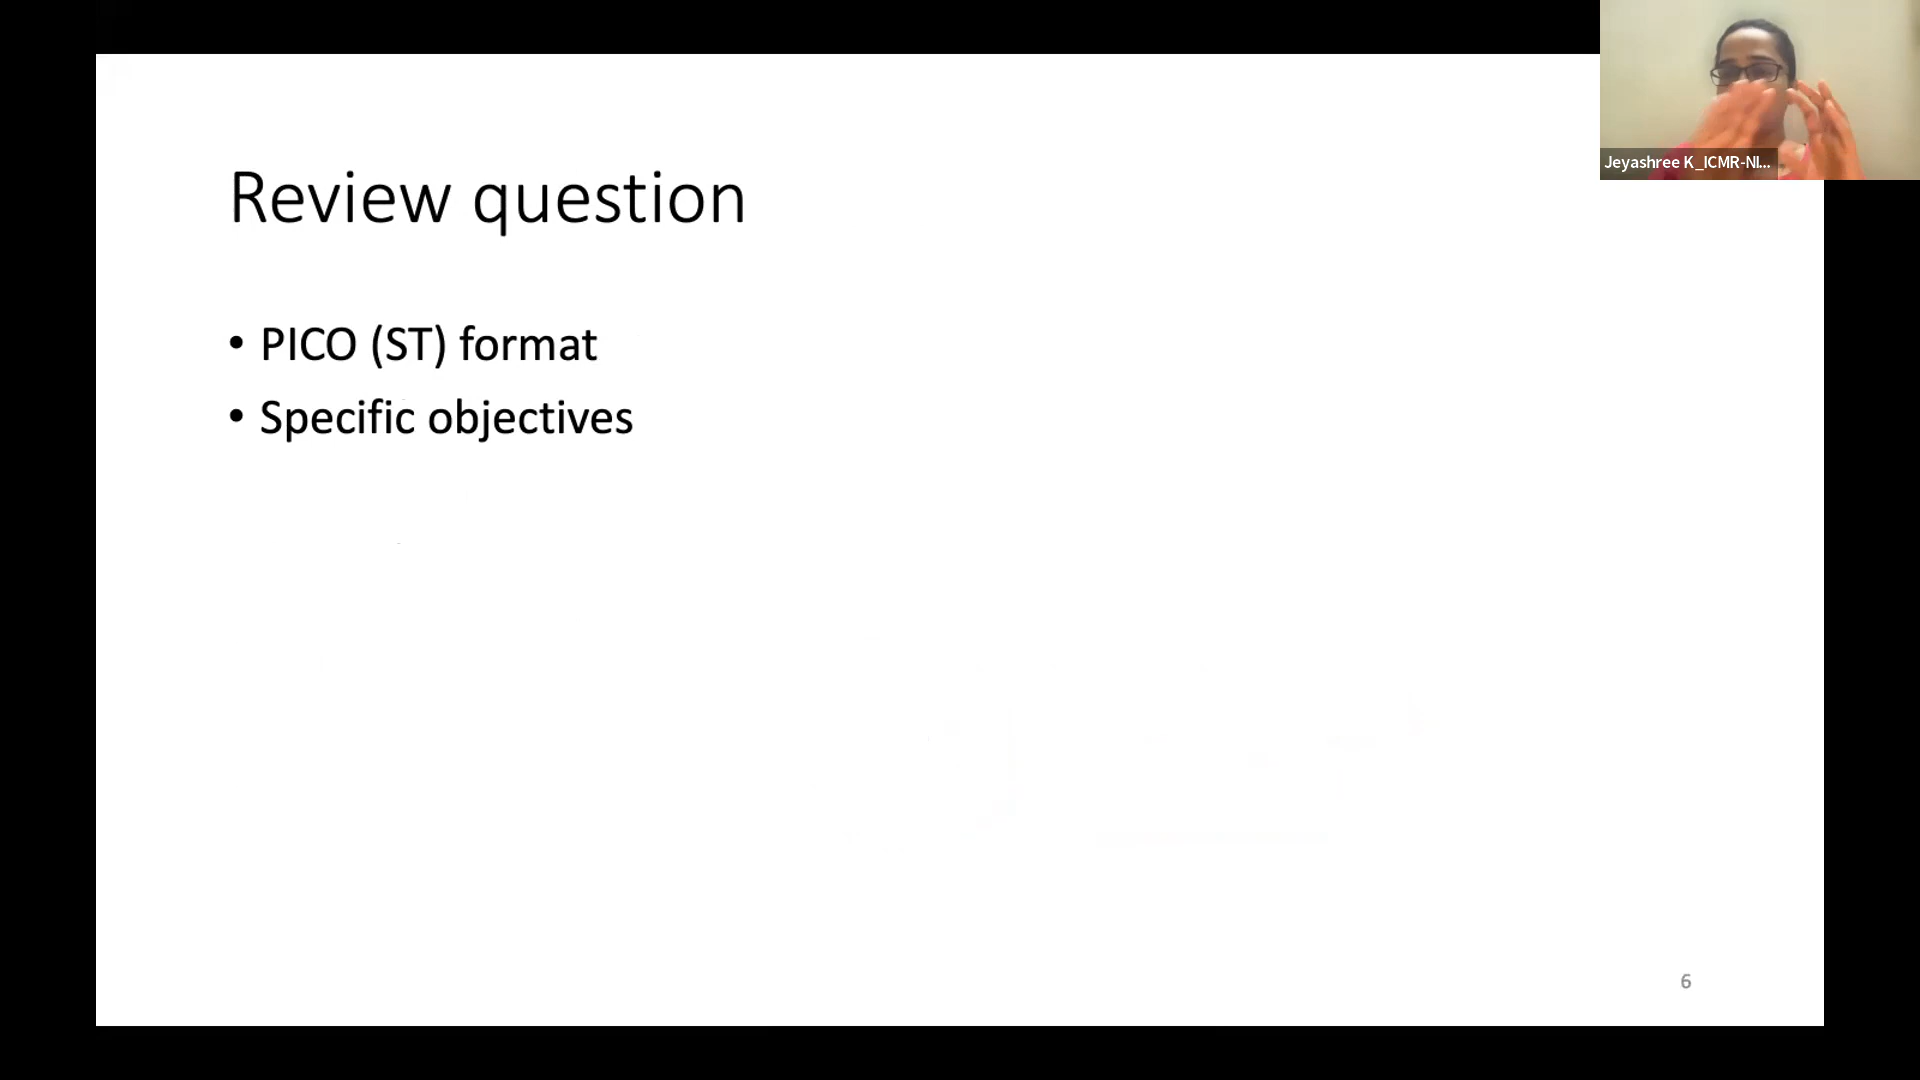 Review question
• PICO (ST) format
• Specific objectives
Jeyashree K_ICMR-NI...
6